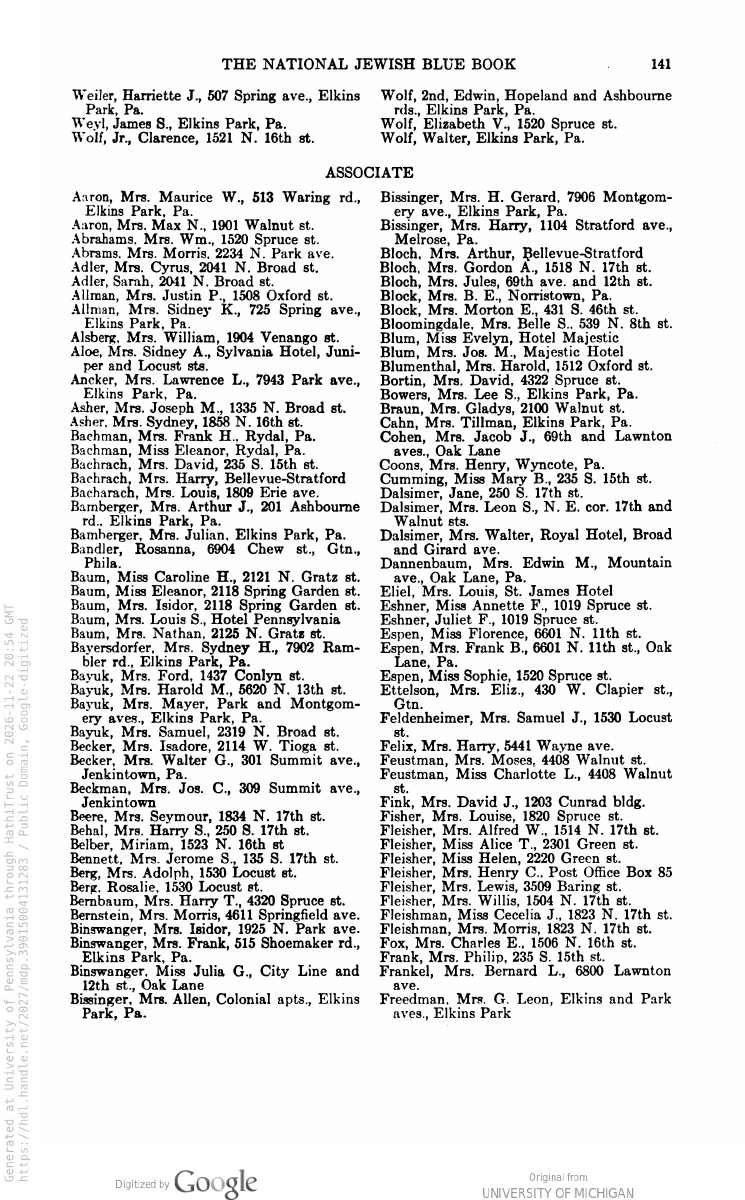 THE NATIONAL JEWISH BLUE BOOK 141
Weiler, Harriette J., 507 Spring ave., Elkins
Park, Pa.
Weyl, James S., Elkins Park, Pa.
Wolf, Jr., Clarence, 1521 N. 16th st.
Wolf, 2nd, Edwin, Hopeland and Ashbourne
rds., Elkins Park, Pa.
Wolf, Elizabeth V., 1520 Spruce st.
Wolf, Walter, Elkins Park, Pa.
ASSOCIATE
Aaron, Mrs. Maurice W., 513 Waring rd.,
Elkins Park, Pa.
Aaron, Mrs. Max N., 1901 Walnut st.
Abrahams, Mrs. Wm., 1520 Spruce st.
Abrams, Mrs. Morris, 2234 N. Park ave.
Adler, Mrs. Cyrus, 2041 N. Broad st.
Adler, Sarah, 2041 N. Broad st.
Allman, Mrs. Justin P., 1508 Oxford st.
Allman, Mrs. Sidney K., 725 Spring ave.,
Elkins Park, Pa.
Alsberg, Mrs. William, 1904 Venango st.
Aloe, Mrs. Sidney A., Sylvania Hotel, Juni-
per and Locust sts.
Ancker, Mrs. Lawrence L., 7943 Park ave.,
Elkins Park, Pa.
Asher, Mrs. Joseph M., 1335 N. Broad st.
Asher, Mrs. Sydney, 1858 N. 16th st.
Bachman, Mrs. Frank H., Rydal, Pa.
Bachman, Miss Eleanor, Rydal, Pa.
Bachrach, Mrs. David, 235 S. 15th st.
Bachrach, Mrs. Harry, Bellevue-Stratford
Bacharach, Mrs. Louis, 1809 Erie ave.
Bamberger, Mrs. Arthur J., 201 Ashbourne
rd., Elkins Park, Pa.
Bamberger, Mrs. Julian, Elkins Park, Pa.
Bandler, Rosanna, 6904 Chew st., Gtn.,
Phila.
Baum, Miss Caroline H., 2121 N. Gratz st.
Baum, Miss Eleanor, 2118 Spring Garden st.
Baum, Mrs. Isidor, 2118 Spring Garden st.
Baum, Mrs. Louis S., Hotel Pennsylvania
Baum, Mrs. Nathan, 2125 N. Gratz st.
Bayersdorfer, Mrs. Sydney H., 7902 Ram-
bler rd., Elkins Park, Pa.
Bayuk, Mrs. Ford, 1437 Conlyn st.
Bayuk, Mrs. Harold M., 5620 N. 13th st.
Bayuk, Mrs. Mayer, Park and Montgom-
ery aves., Elkins Park, Pa.
Bayuk, Mrs. Samuel, 2319 N. Broad st.
Becker, Mrs. Isadore, 2114 W. Tioga st.
Becker, Mrs. Walter G., 301 Summit ave.,
Jenkintown, Pa.
Beckman, Mrs. Jos. C., 309 Summit ave.,
Jenkintown
Beere, Mrs. Seymour, 1834 N. 17th st.
Behal, Mrs. Harry S., 250 S. 17th st.
Belber, Miriam, 1523 N. 16th st
Bennett, Mrs. Jerome S., 135 S. 17th st.
Berg, Mrs. Adolph, 1530 Locust st.
Berg, Rosalie, 1530 Locust st.
Bernbaum, Mrs. Harry T., 4320 Spruce st.
Bernstein, Mrs. Morris, 4611 Springfield ave.
Binswanger, Mrs. Isidor, 1925 N. Park ave.
Binswanger, Mrs. Frank, 515 Shoemaker rd.,
Elkins Park, Pa.
Binswanger, Miss Julia G., City Line and
12th st., Oak Lane
Bissinger, Mrs. Allen, Colonial apts., Elkins
Park, Pa.
Bissinger, Mrs. H. Gerard, 7906 Montgom-
ery ave., Elkins Park, Pa.
Bissinger, Mrs. Harry, 1104 Stratford ave.,
Melrose, Pa.
Bloch, Mrs. Arthur, Bellevue-Stratford
Bloch, Mrs. Gordon A., 1518 N. 17th st.
Bloch, Mrs. Jules, 69th ave. and 12th st.
Block, Mrs. B. E., Norristown, Pa.
Block, Mrs. Morton E., 431 S. 46th st.
Bloomingdale, Mrs. Belle S., 539 N. 8th st.
Blum, Miss Evelyn, Hotel Majestic
Blum, Mrs. Jos. M., Majestic Hotel
Blumenthal, Mrs. Harold, 1512 Oxford st.
Bortin, Mrs. David, 4322 Spruce st.
Bowers, Mrs. Lee S., Elkins Park, Pa.
Braun, Mrs. Gladys, 2100 Walnut st.
Cahn, Mrs. Tillman, Elkins Park, Pa.
Cohen, Mrs. Jacob J., 69th and Lawnton
aves., Oak Lane
Coons, Mrs. Henry, Wyncote, Pa.
Cumming, Miss Mary B., 235 S. 15th st.
Dalsimer, Jane, 250 S. 17th st.
Dalsimer, Mrs. Leon S., N. E. cor. 17th and
Walnut sts.
Dalsimer, Mrs. Walter, Royal Hotel, Broad
and Girard ave.
Dannenbaum, Mrs. Edwin M., Mountain
ave., Oak Lane, Pa.
Eliel, Mrs. Louis, St. James Hotel
Eshner, Miss Annette F., 1019 Spruce st.
Eshner, Juliet F., 1019 Spruce st.
Espen, Miss Florence, 6601 N. 11th st.
Espen, Mrs. Frank B., 6601 N. 11th st., Oak
Lane, Pa.
Espen, Miss Sophie, 1520 Spruce st.
Ettelson, Mrs. Eliz., 430 W. Clapier st.,
Gtn.
Feldenheimer, Mrs. Samuel J., 1530 Locust
st.
Felix, Mrs. Harry, 5441 Wayne ave.
Feustman, Mrs. Moses, 4408 Walnut st.
Feustman, Miss Charlotte L., 4408 Walnut
st.
Fink, Mrs. David J., 1203 Cunrad bldg.
Fisher, Mrs. Louise, 1820 Spruce st.
Fleisher, Mrs. Alfred W., 1514 N. 17th st.
Fleisher, Miss Alice T., 2301 Green st.
Fleisher, Miss Helen, 2220 Green st.
Fleisher, Mrs. Henry C., Post Office Box 85
Fleisher, Mrs. Lewis, 3509 Baring st.
Fleisher, Mrs. Willis, 1504 N. 17th st.
Fleishman, Miss Cecelia J., 1823 N. 17th st.
Fleishman, Mrs. Morris, 1823 N. 17th st.
Fox, Mrs. Charles E., 1506 N. 16th st.
Frank, Mrs. Philip, 235 S. 15th st.
Frankel, Mrs. Bernard L., 6800 Lawnton
ave.
Freedman, Mrs. G. Leon, Elkins and Park
aves., Elkins Park
Generated at University of Pennsylvania through HathiTrust on 2026-11-22 20:54 GMT
https://hdl.handle.net/2027/mdp.39015004131283 / Public Domain, Google-digitized
Digitized by Google
Original from
UNIVERSITY OF MICHIGAN